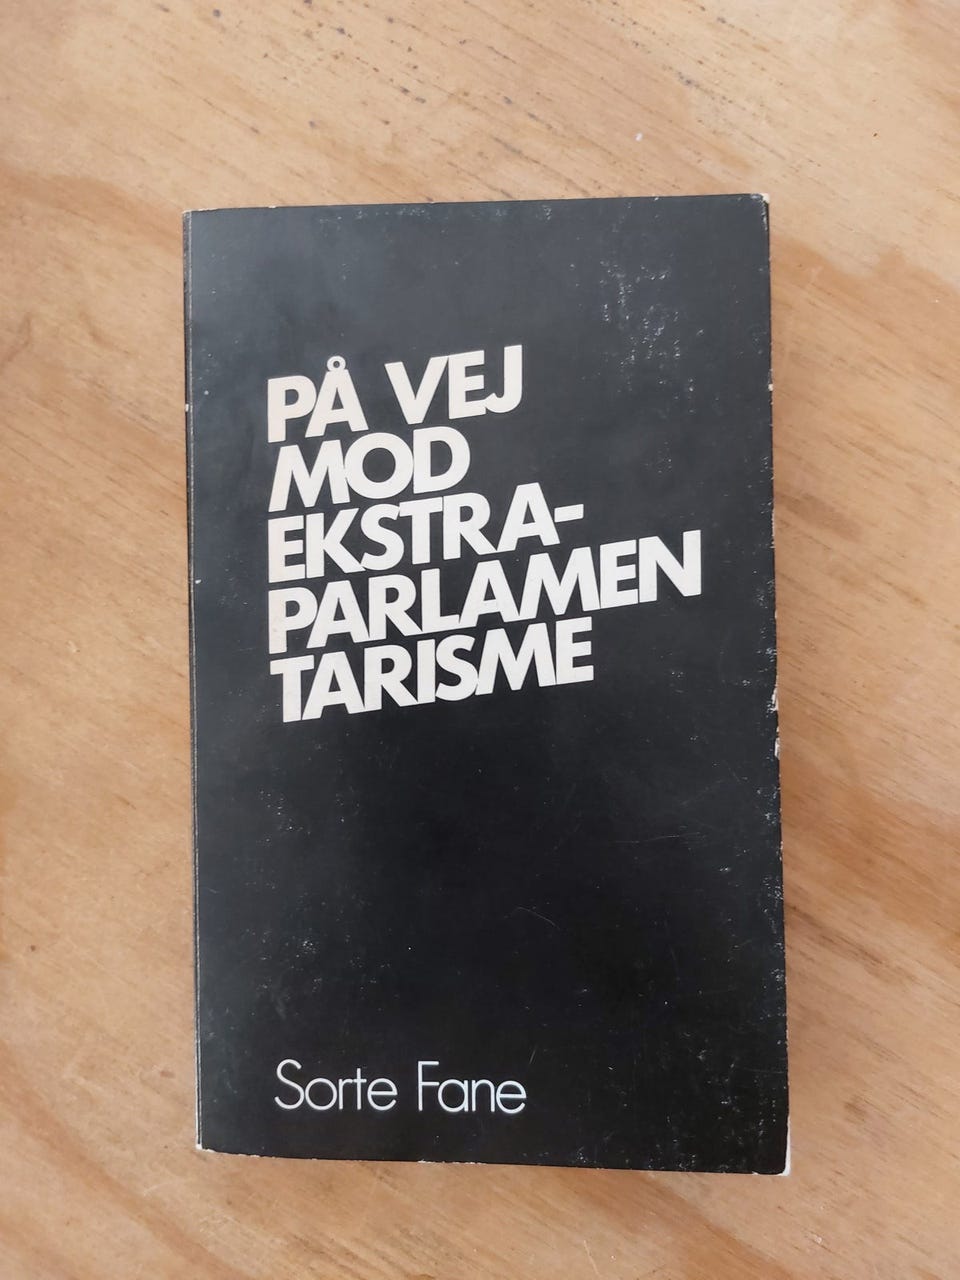 PÅ VEJ
MOD
EKSTRA-
PARLAMEN
TARISME
Sorte Fane